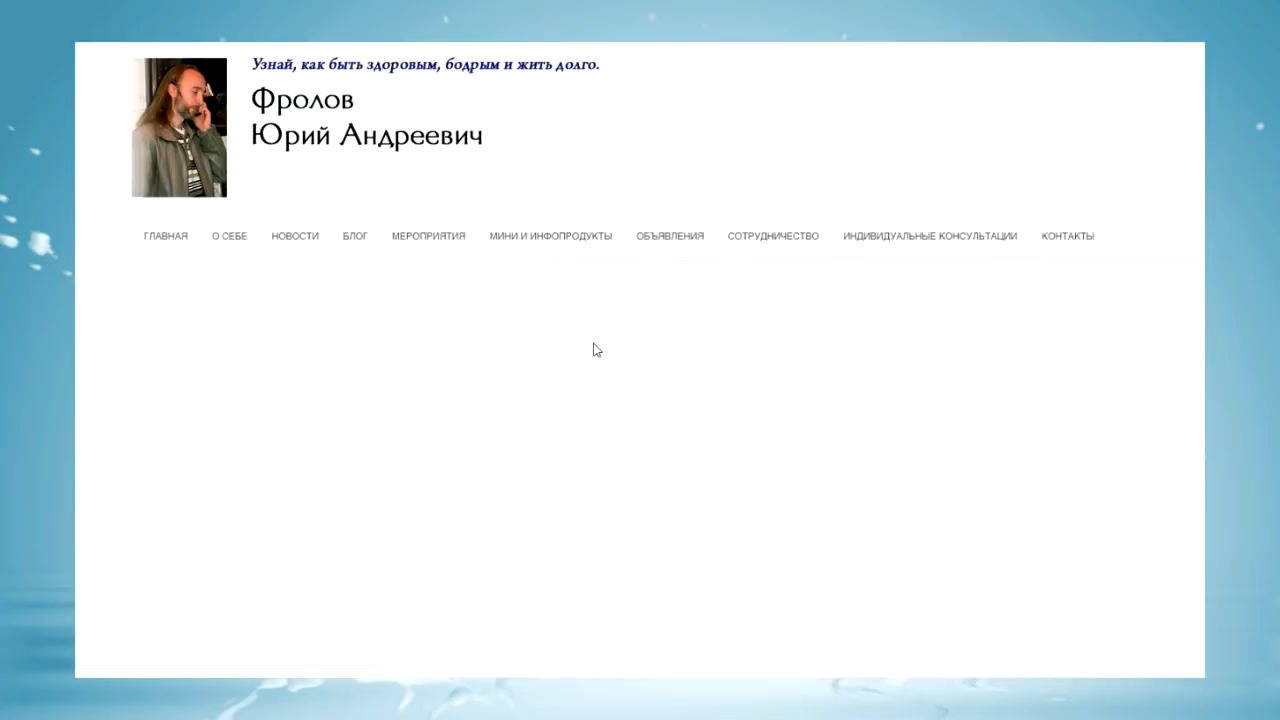 Узнай, как быть здоровым, бодрым и жить долго.
Фролов
Юрий Андреевич
ГЛАВНАЯ О СЕБЕ НОВОСТИ БЛОГ МЕРОПРИЯТИЯ МИНИ И ИНФОПРОДУКТЫ ОБЪЯВЛЕНИЯ СОТРУДНИЧЕСТВО ИНДИВИДУАЛЬНЫЕ КОНСУЛЬТАЦИИ КОНТАКТЫ